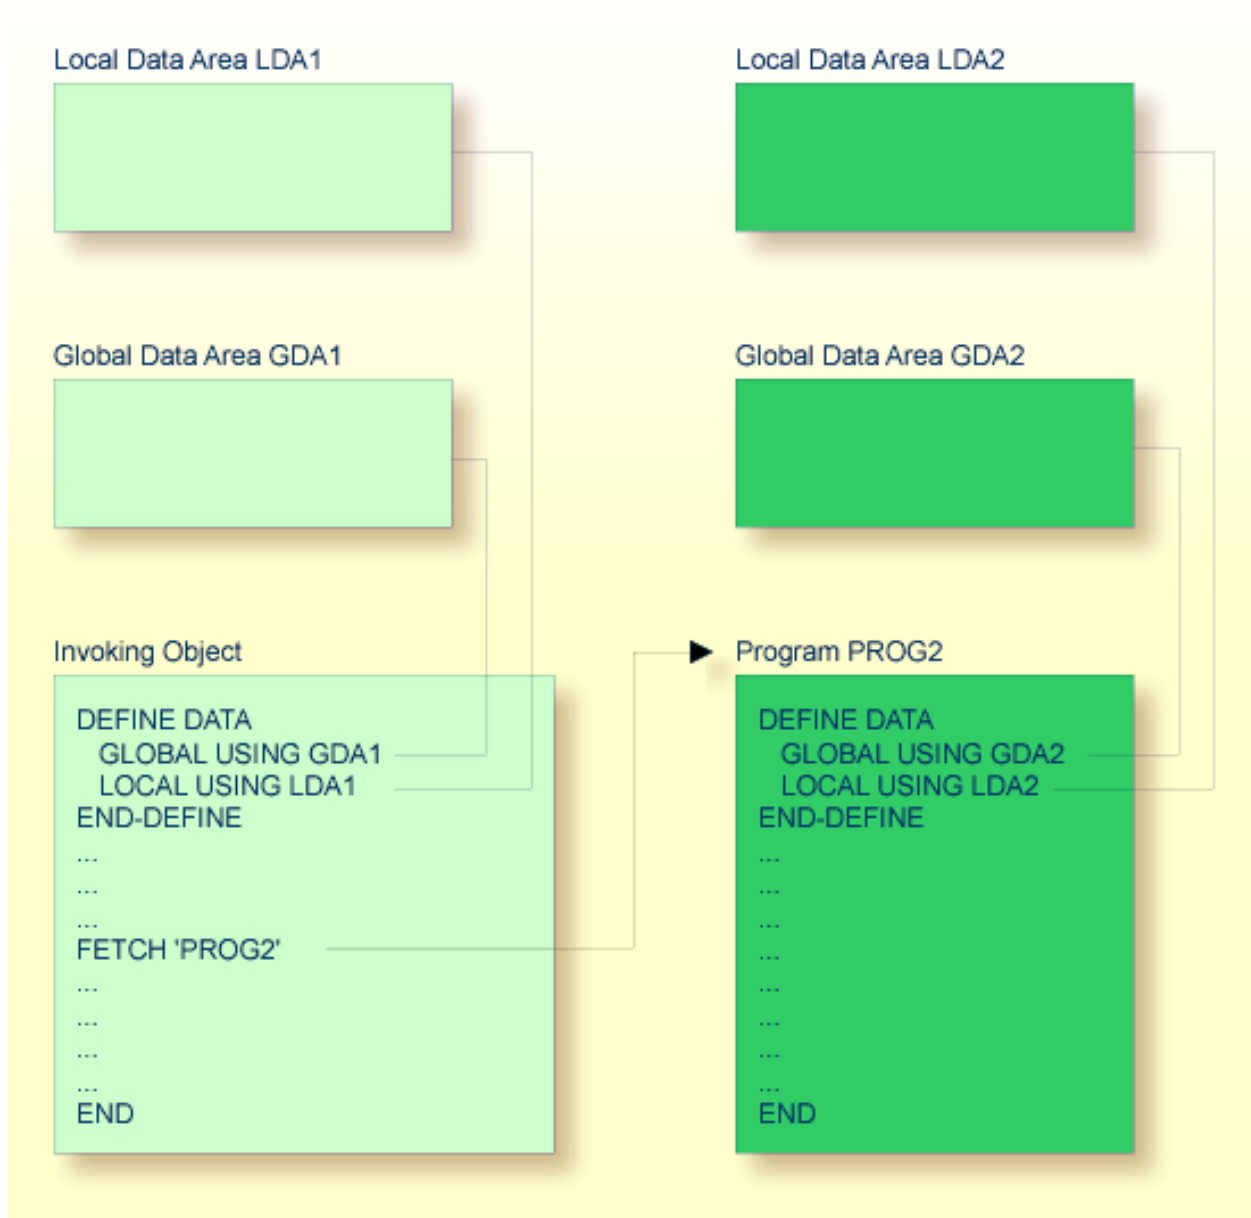 Local Data Area LDA1
Local Data Area LDA2
Global Data Area GDA1
Global Data Area GDA2
Invoking Object
DEFINE DATA
GLOBAL USING GDA1
LOCAL USING LDA1
END-DEFINE
...
...
...
FETCH 'PROG2'
...
...
...
...
END
Program PROG2
DEFINE DATA
GLOBAL USING GDA2
LOCAL USING LDA2
END-DEFINE
...
...
...
...
...
...
...
...
END